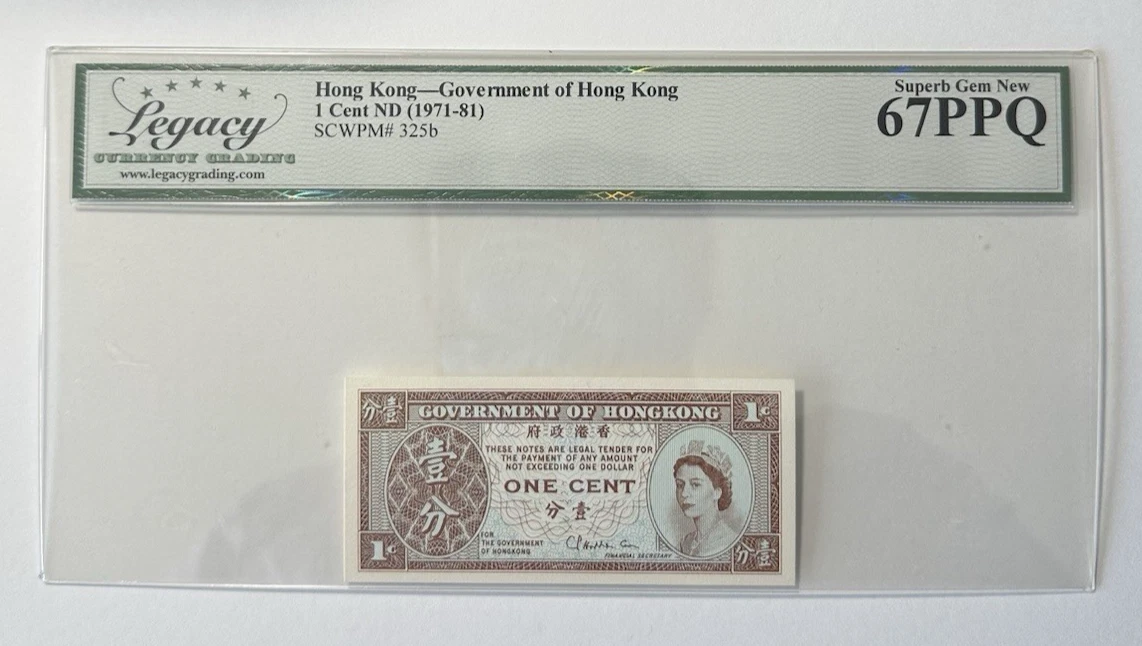 Legacy
CURRENCY GRADING
www.legacygrading.com
Hong Kong—Government of Hong Kong
1 Cent ND (1971-81)
SCWPM# 325b
Superb Gem New
67PPQ
分壹
GOVERNMENT OF HONGKONG
1¢
府政港香
THESE NOTES ARE LEGAL TENDER FOR
THE PAYMENT OF ANY AMOUNT
NOT EXCEEDING ONE DOLLAR
ONE CENT
分壹
壹
分
FOR
THE GOVERNMENT
OF HONGKONG
FINANCIAL SECRETARY
1¢
分壹